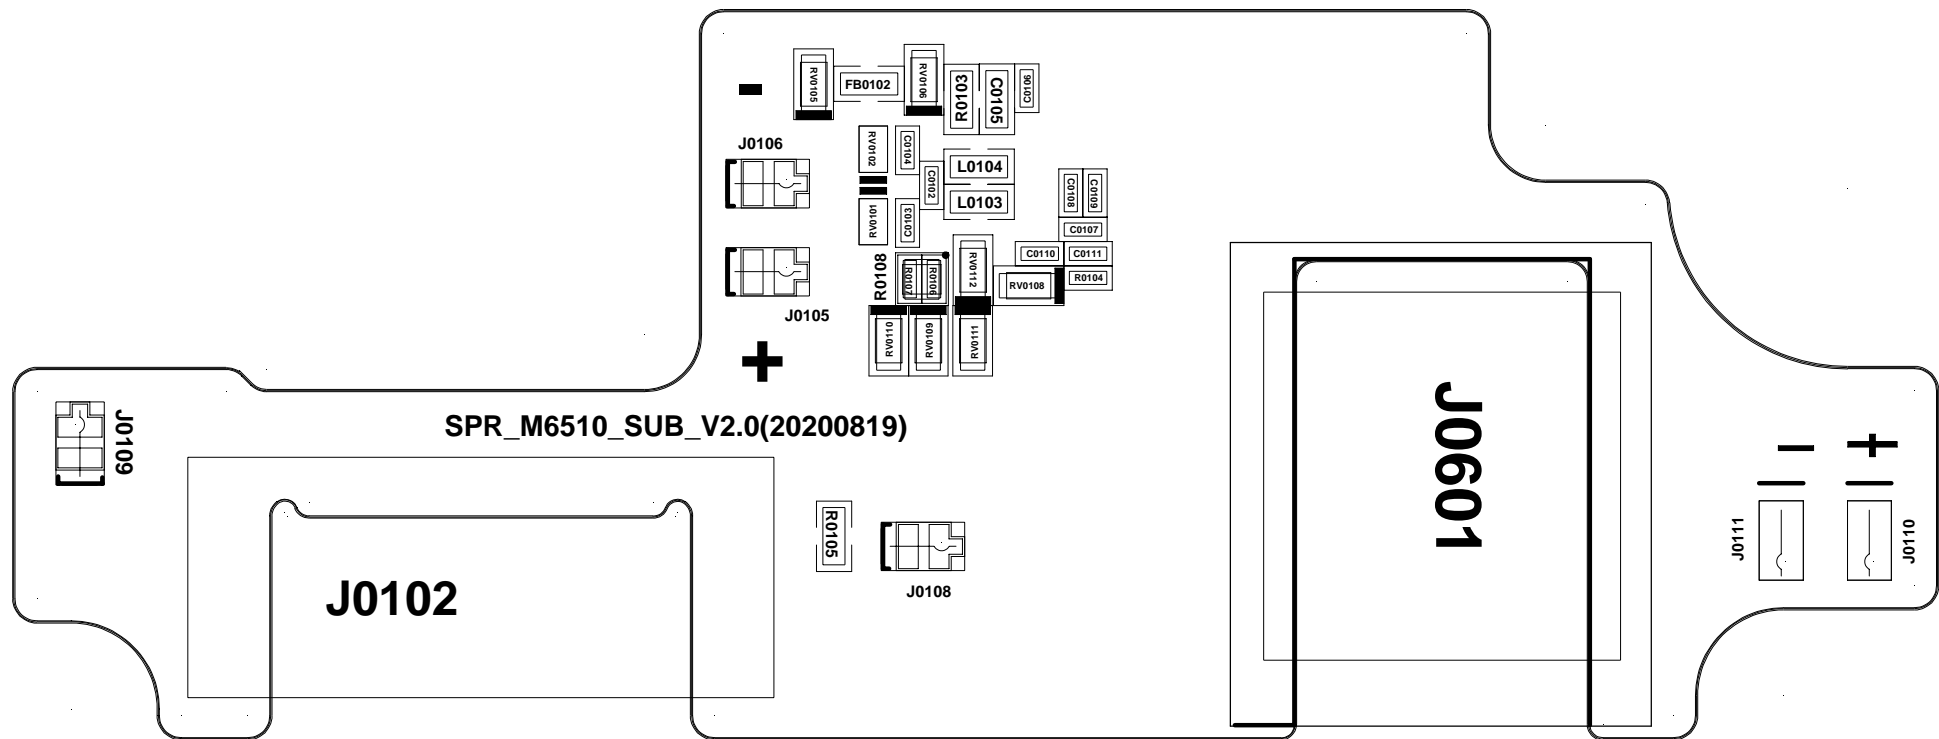 -
RV0105
FB0102
RV0106
R0103
C0105
C0106
J0106
RV0102
C0104
L0104
C0102
L0103
C0108
C0109
RV0101
C0103
C0107
J0105
R0108
R0107
R0106
RV0112
C0110
C0111
RV0108
R0104
RV0110
RV0109
RV0111
+
J0109
SPR_M6510_SUB_V2.0(20200819)
J0601
- +
R0105
J0108
J0102
J0111
J0110